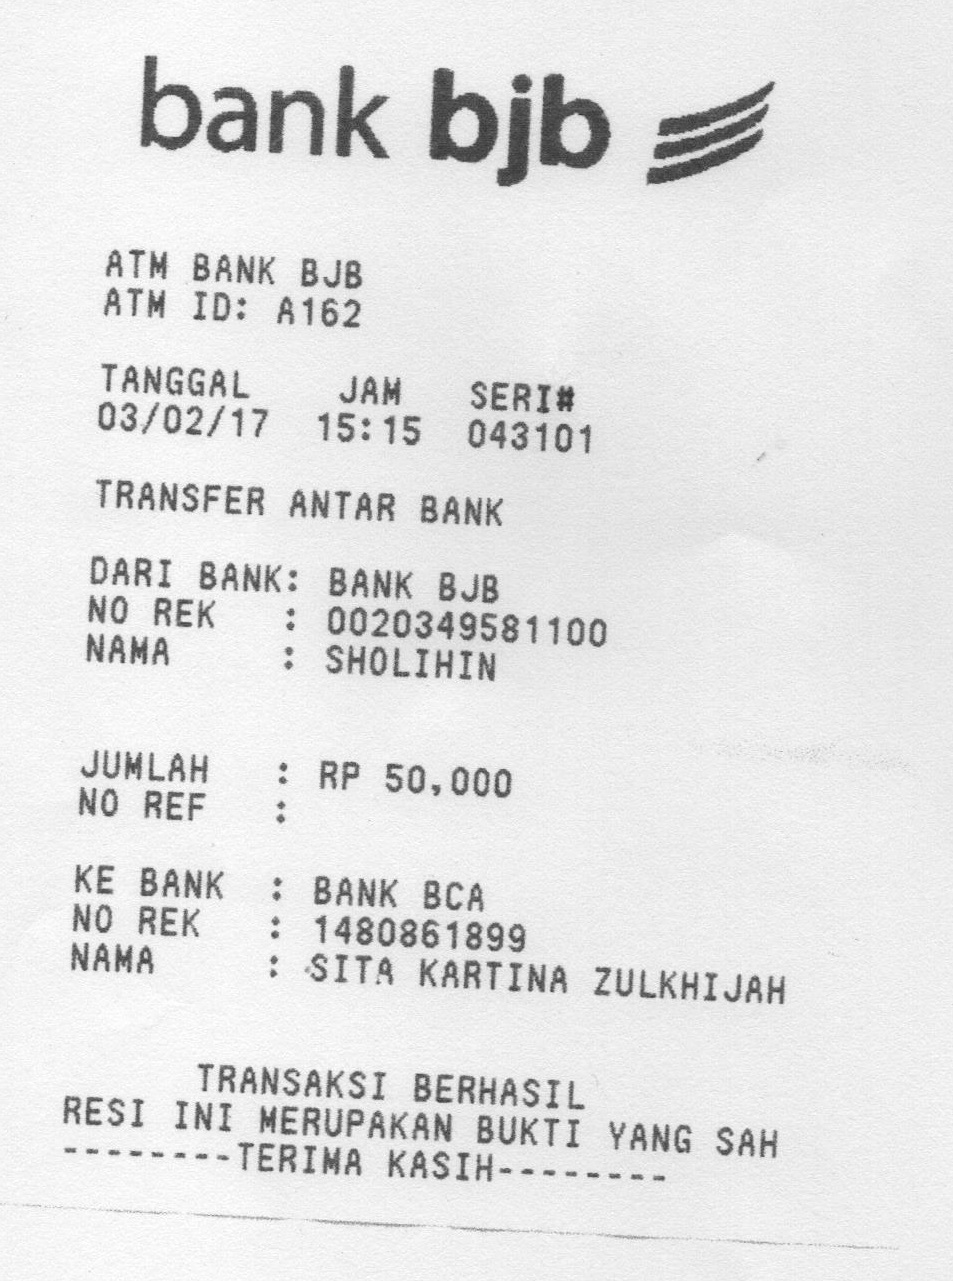 bank bjb
ATM BANK BJB
ATM ID: A162
TANGGAL JAM SERI#
03/02/17 15:15 043101
TRANSFER ANTAR BANK
DARI BANK: BANK BJB
NO REK : 0020349581100
NAMA : SHOLIHIN
JUMLAH : RP 50,000
NO REF :
KE BANK : BANK BCA
NO REK : 1480861899
NAMA : SITA KARTINA ZULKHIJAH
TRANSAKSI BERHASIL
RESI INI MERUPAKAN BUKTI YANG SAH
--------TERIMA KASIH--------